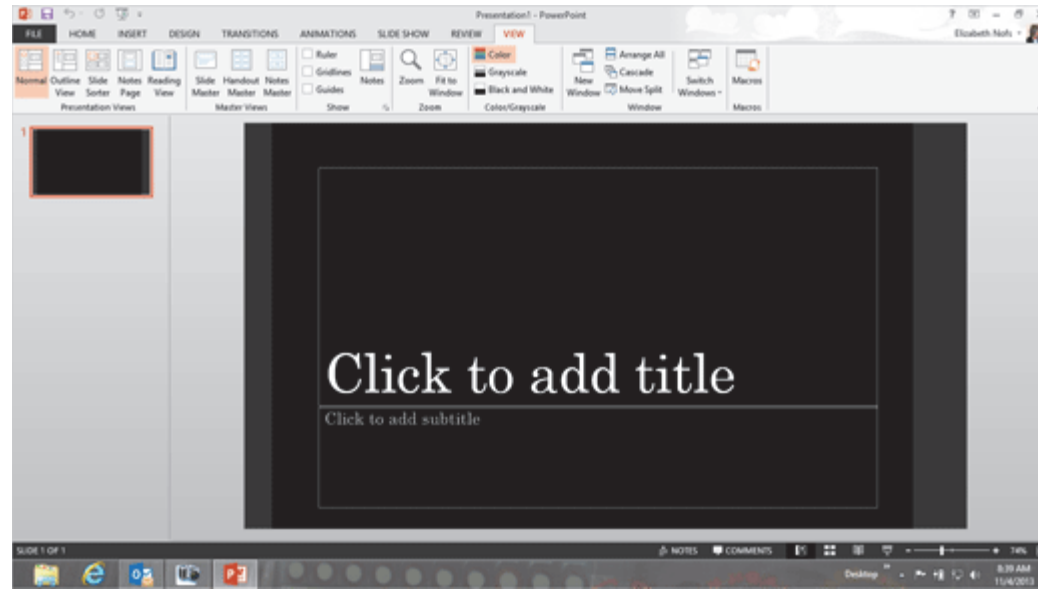 Presentation1 - PowerPoint
FILE HOME INSERT DESIGN TRANSITIONS ANIMATIONS SLIDE SHOW REVIEW VIEW Elizabeth Nofs
Normal Outline View Slide Sorter Notes Page Reading View
Presentation Views
Slide Master Handout Master Notes Master
Master Views
Ruler
Gridlines
Guides
Notes
Show
Zoom Fit to Window
Zoom
Color
Grayscale
Black and White
Color/Grayscale
New Window
Arrange All
Cascade
Move Split
Switch Windows
Window
Macros
Macros
1
Click to add title
Click to add subtitle
SLIDE 1 OF 1 NOTES COMMENTS 74%
Desktop
8:39 AM
11/4/2013